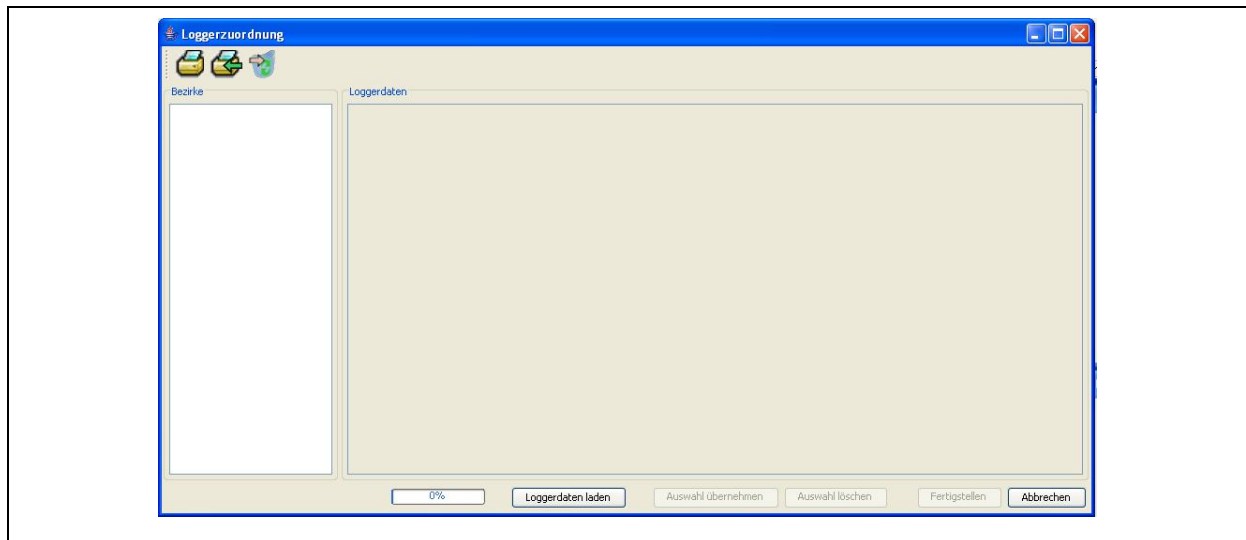 Loggerzuordnung
Bezirke
Loggerdaten
0%
Loggerdaten laden
Auswahl übernehmen
Auswahl löschen
Fertigstellen
Abbrechen